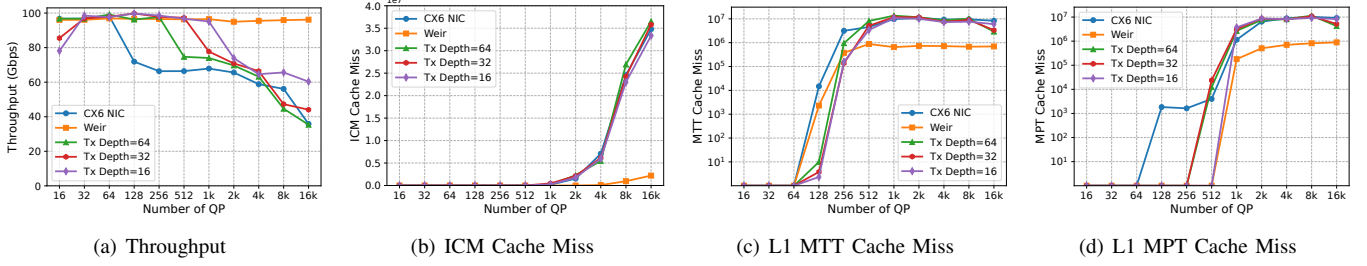 100
80
60
40
20
0
Throughput (Gbps)
CX6 NIC
Weir
Tx Depth=64
Tx Depth=32
Tx Depth=16
16 32 64 128 256 512 1k 2k 4k 8k 16k
Number of QP
(a) Throughput
4.0
3.5
3.0
2.5
2.0
1.5
1.0
0.5
0.0
ICM Cache Miss
CX6 NIC
Weir
Tx Depth=64
Tx Depth=32
Tx Depth=16
16 32 64 128 256 512 1k 2k 4k 8k 16k
Number of QP
(b) ICM Cache Miss
10^7
10^6
10^5
10^4
10^3
10^2
10^1
MTT Cache Miss
CX6 NIC
Weir
Tx Depth=64
Tx Depth=32
Tx Depth=16
16 32 64 128 256 512 1k 2k 4k 8k 16k
Number of QP
(c) L1 MTT Cache Miss
10^7
10^6
10^5
10^4
10^3
10^2
10^1
MPT Cache Miss
CX6 NIC
Weir
Tx Depth=64
Tx Depth=32
Tx Depth=16
16 32 64 128 256 512 1k 2k 4k 8k 16k
Number of QP
(d) L1 MPT Cache Miss